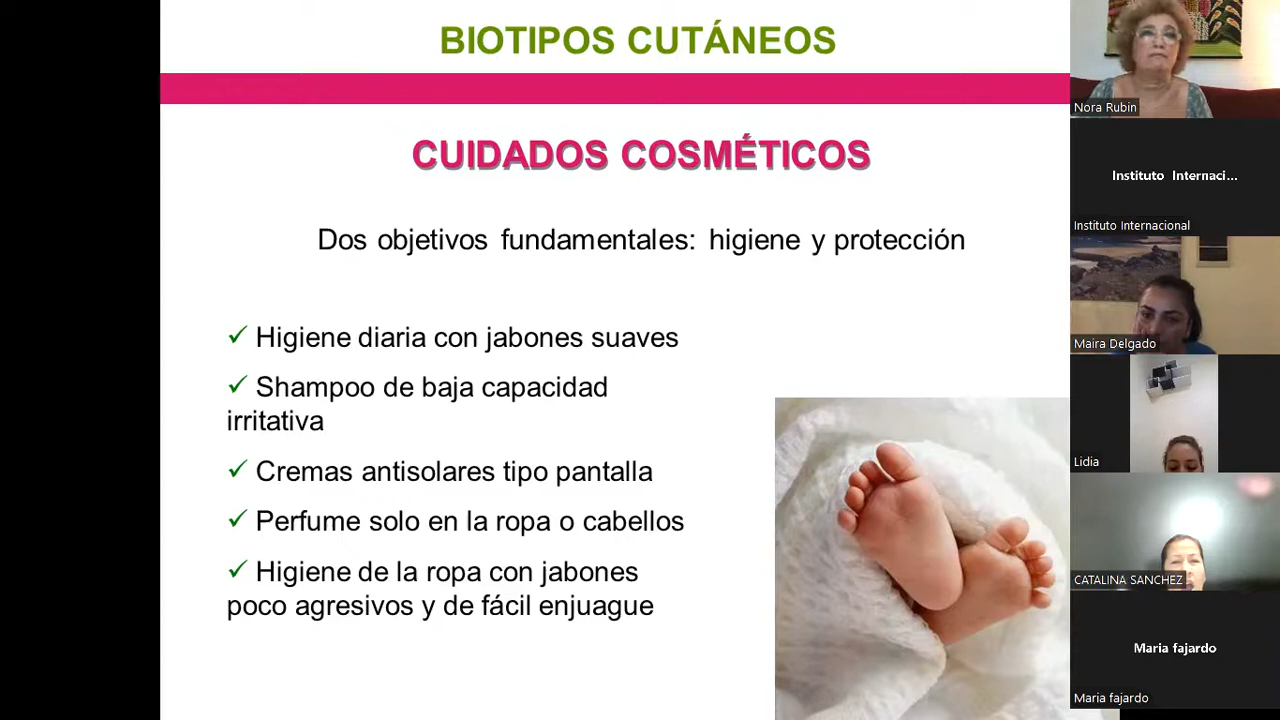 BIOTIPOS CUTÁNEOS
CUIDADOS COSMÉTICOS
Dos objetivos fundamentales: higiene y protección
✓ Higiene diaria con jabones suaves
✓ Shampoo de baja capacidad
irritativa
✓ Cremas antisolares tipo pantalla
✓ Perfume solo en la ropa o cabellos
✓ Higiene de la ropa con jabones
poco agresivos y de fácil enjuague
Nora Rubin
Instituto Internaci...
Instituto Internacional
Maira Delgado
Lidia
CATALINA SANCHEZ
Maria fajardo
Maria fajardo